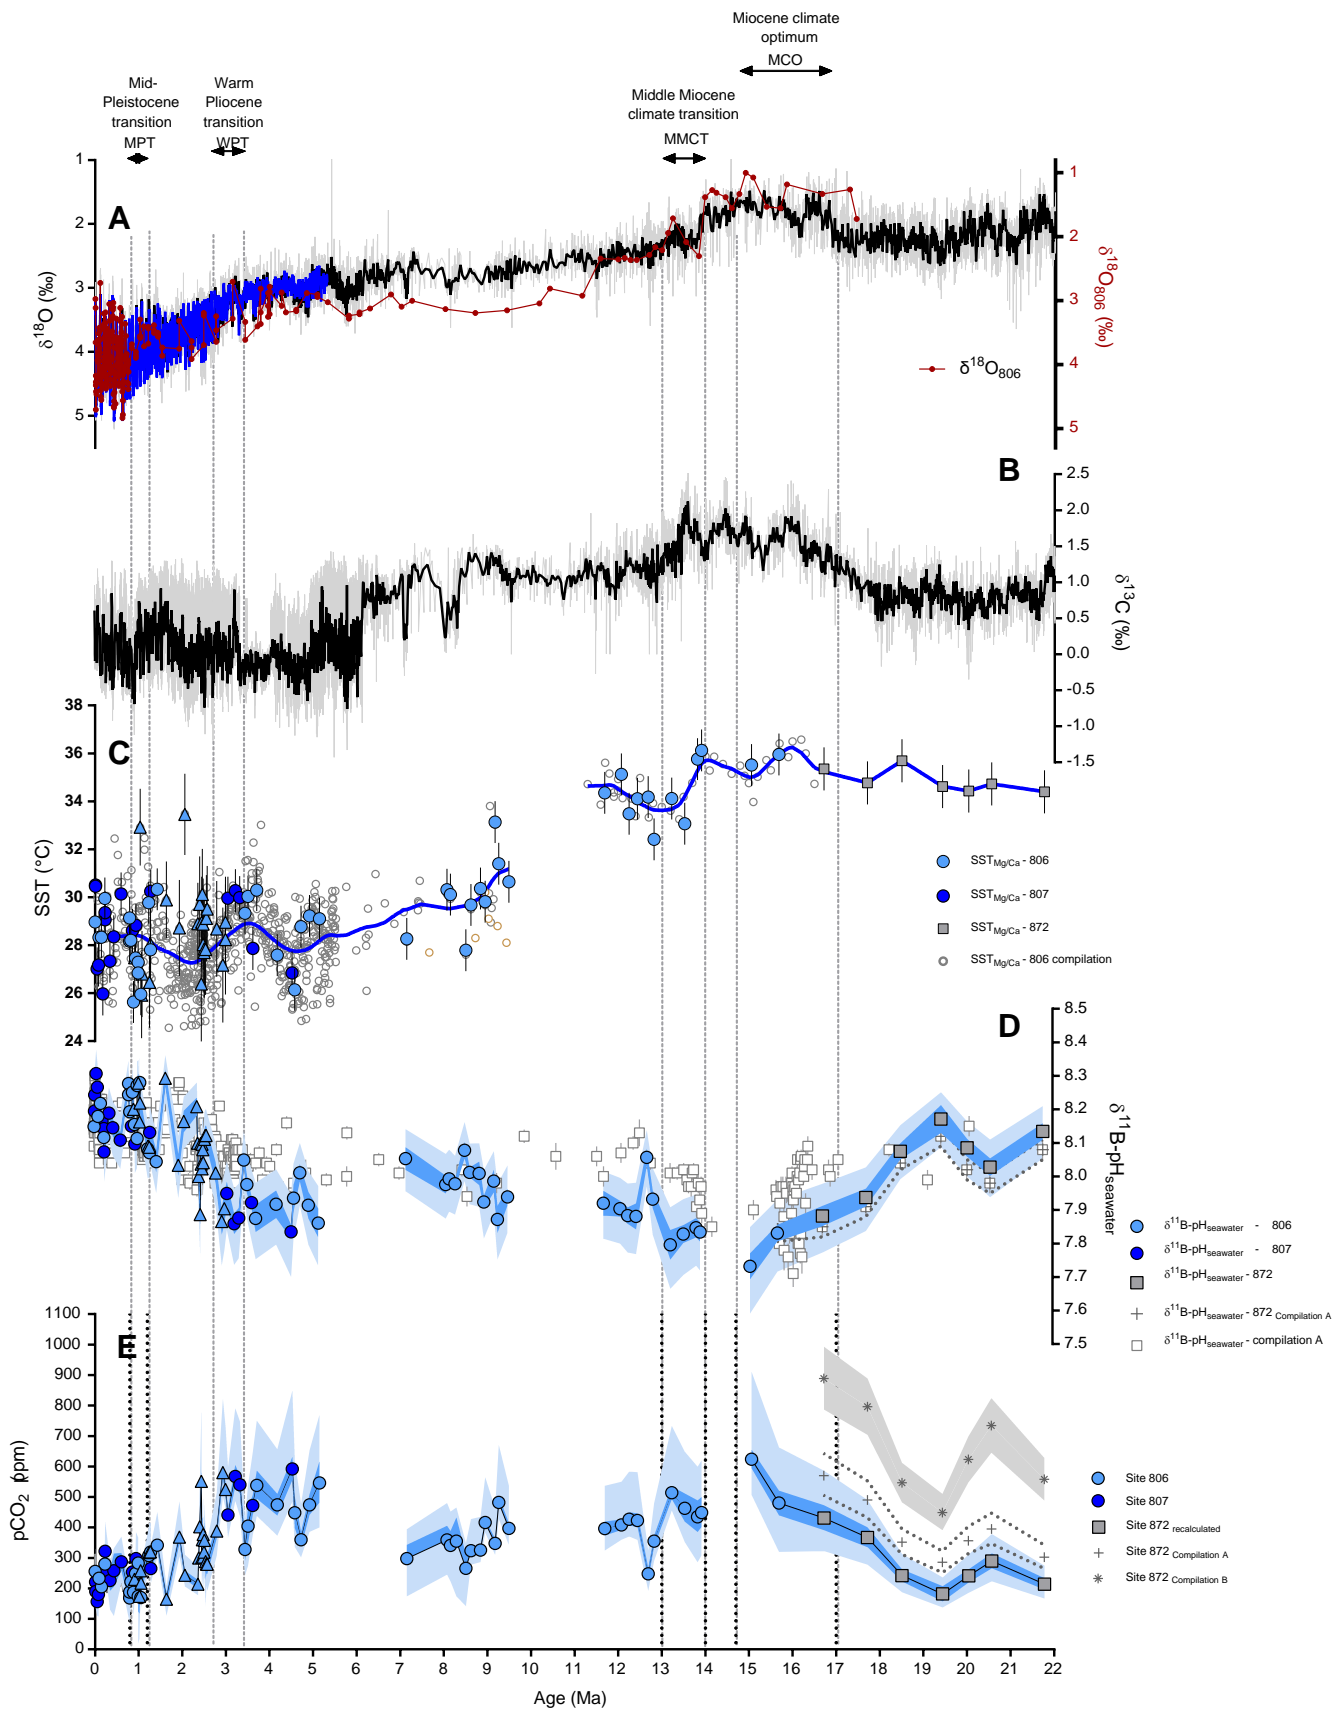 Miocene climate
optimum
MCO
Mid-
Pleistocene
transition
MPT
Warm
Pliocene
transition
WPT
Middle Miocene
climate transition
MMCT
A
1
2
3
4
5
δ18O (‰)
1
2
3
4
5
δ18O806 (‰)
δ18O806
B
2.5
2.0
1.5
1.0
0.5
0.0
-0.5
-1.0
-1.5
δ13C (‰)
C
38
36
34
32
30
28
26
24
SST (°C)
SSTMg/Ca - 806
SSTMg/Ca - 807
SSTMg/Ca - 872
SSTMg/Ca - 806 compilation
D
8.5
8.4
8.3
8.2
8.1
8.0
7.9
7.8
7.7
7.6
7.5
δ11B-pHseawater
δ11B-pHseawater - 806
δ11B-pHseawater - 807
δ11B-pHseawater - 872
δ11B-pHseawater - 872 Compilation A
δ11B-pHseawater - compilation A
E
1100
1000
900
800
700
600
500
400
300
200
100
0
pCO2 (ppm)
Site 806
Site 807
Site 872 recalculated
Site 872 Compilation A
Site 872 Compilation B
0 1 2 3 4 5 6 7 8 9 10 11 12 13 14 15 16 17 18 19 20 21 22
Age (Ma)